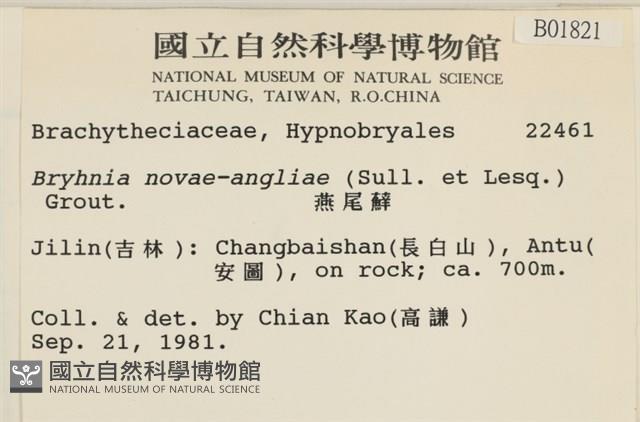 B01821
國立自然科學博物館
NATIONAL MUSEUM OF NATURAL SCIENCE
TAICHUNG, TAIWAN, R.O.CHINA
Brachytheciaceae, Hypnobryales 22461
Bryhnia novae-angliae (Sull. et Lesq.)
Grout. 燕尾蘚
Jilin(吉林): Changbaishan(長白山), Antu(
安圖), on rock; ca. 700m.
Coll. & det. by Chian Kao(高謙)
Sep. 21, 1981.
國立自然科學博物館
NATIONAL MUSEUM OF NATURAL SCIENCE